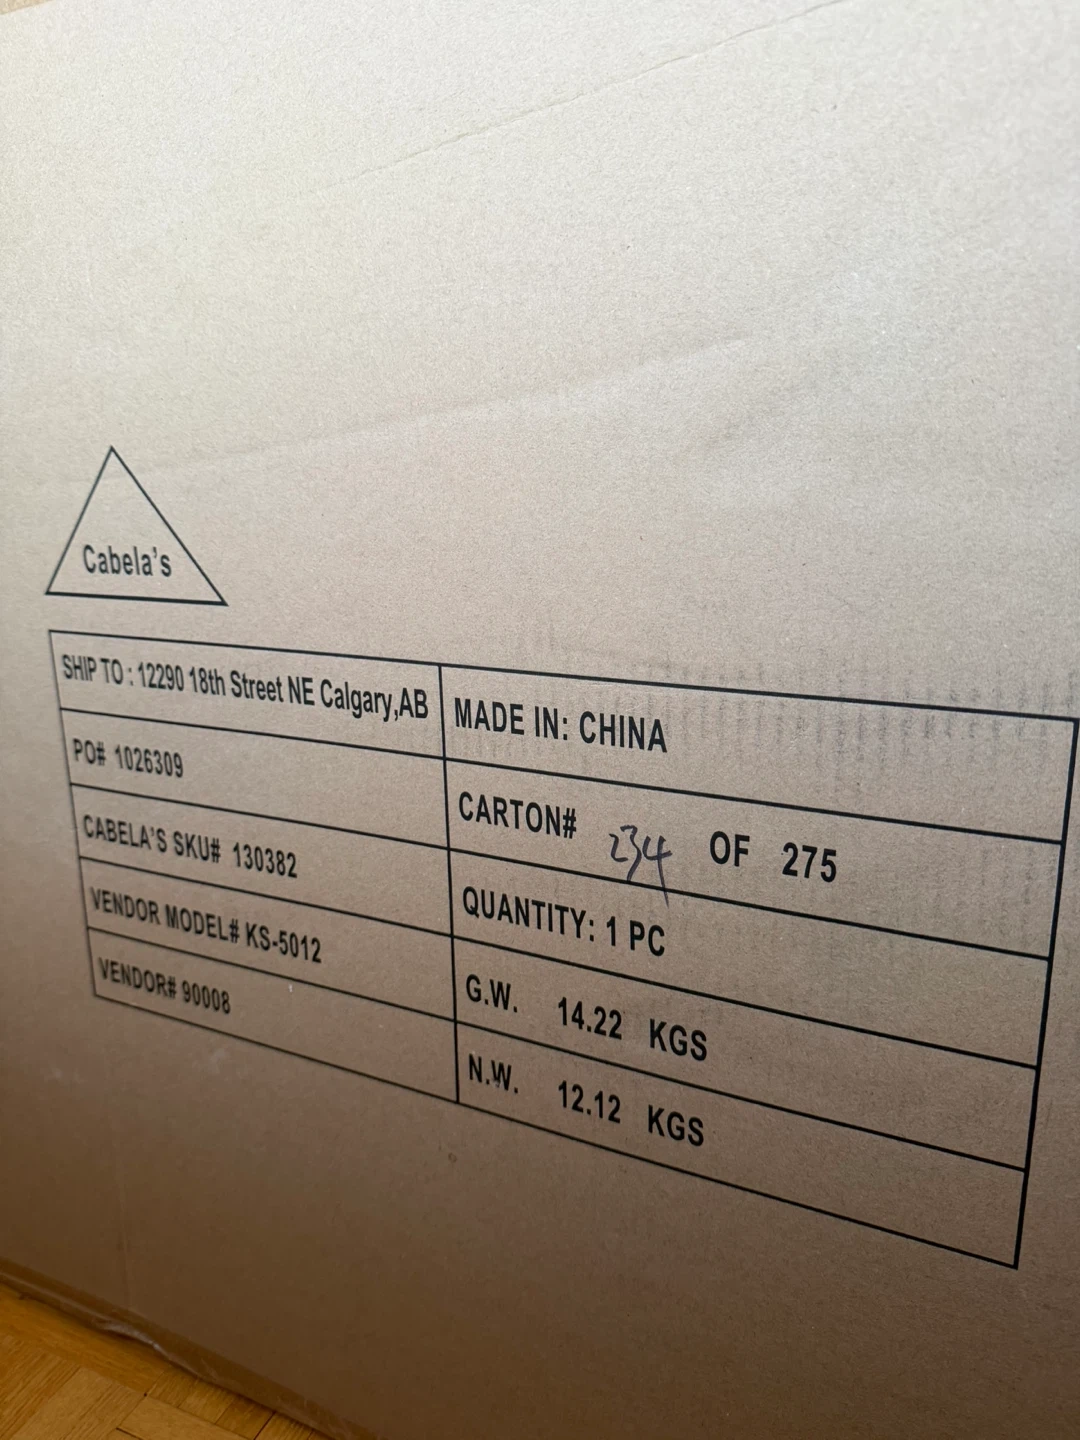 Cabela's
SHIP TO : 12290 18th Street NE Calgary,AB
PO# 1026309
CABELA'S SKU# 130382
VENDOR MODEL# KS-5012
VENDOR# 90008
MADE IN: CHINA
CARTON# 234 OF 275
QUANTITY: 1 PC
G.W. 14.22 KGS
N.W. 12.12 KGS